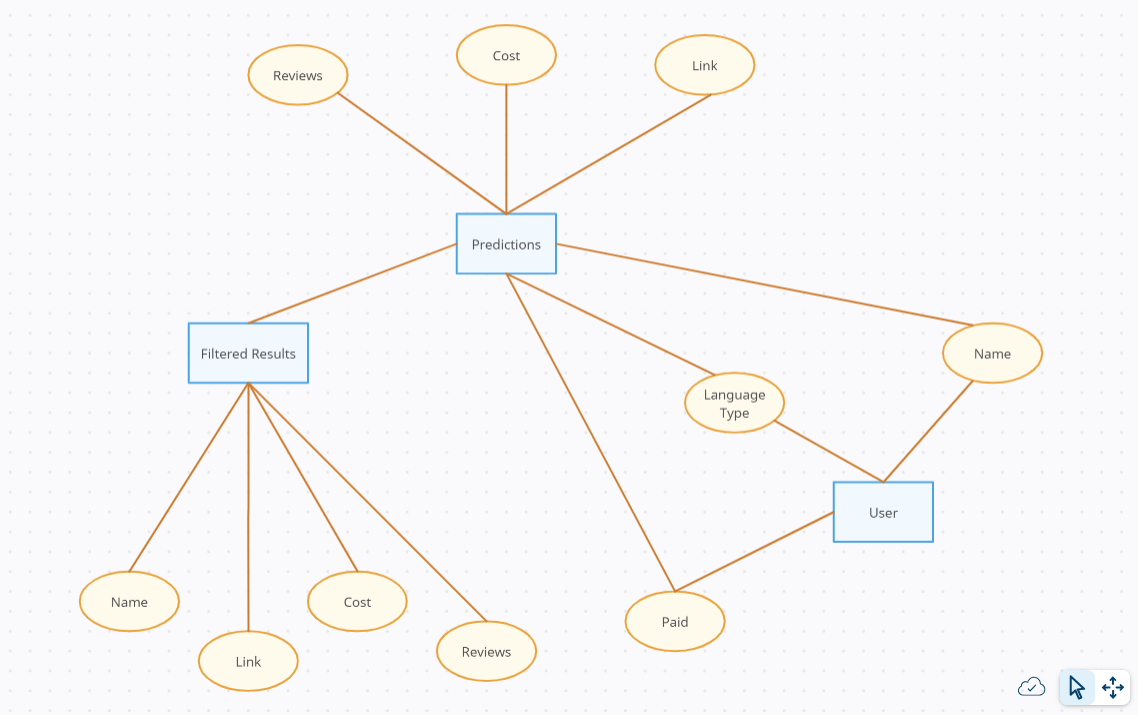 Cost
Link
Reviews
Predictions
Filtered Results
Name
Language
Type
User
Name
Cost
Paid
Reviews
Link